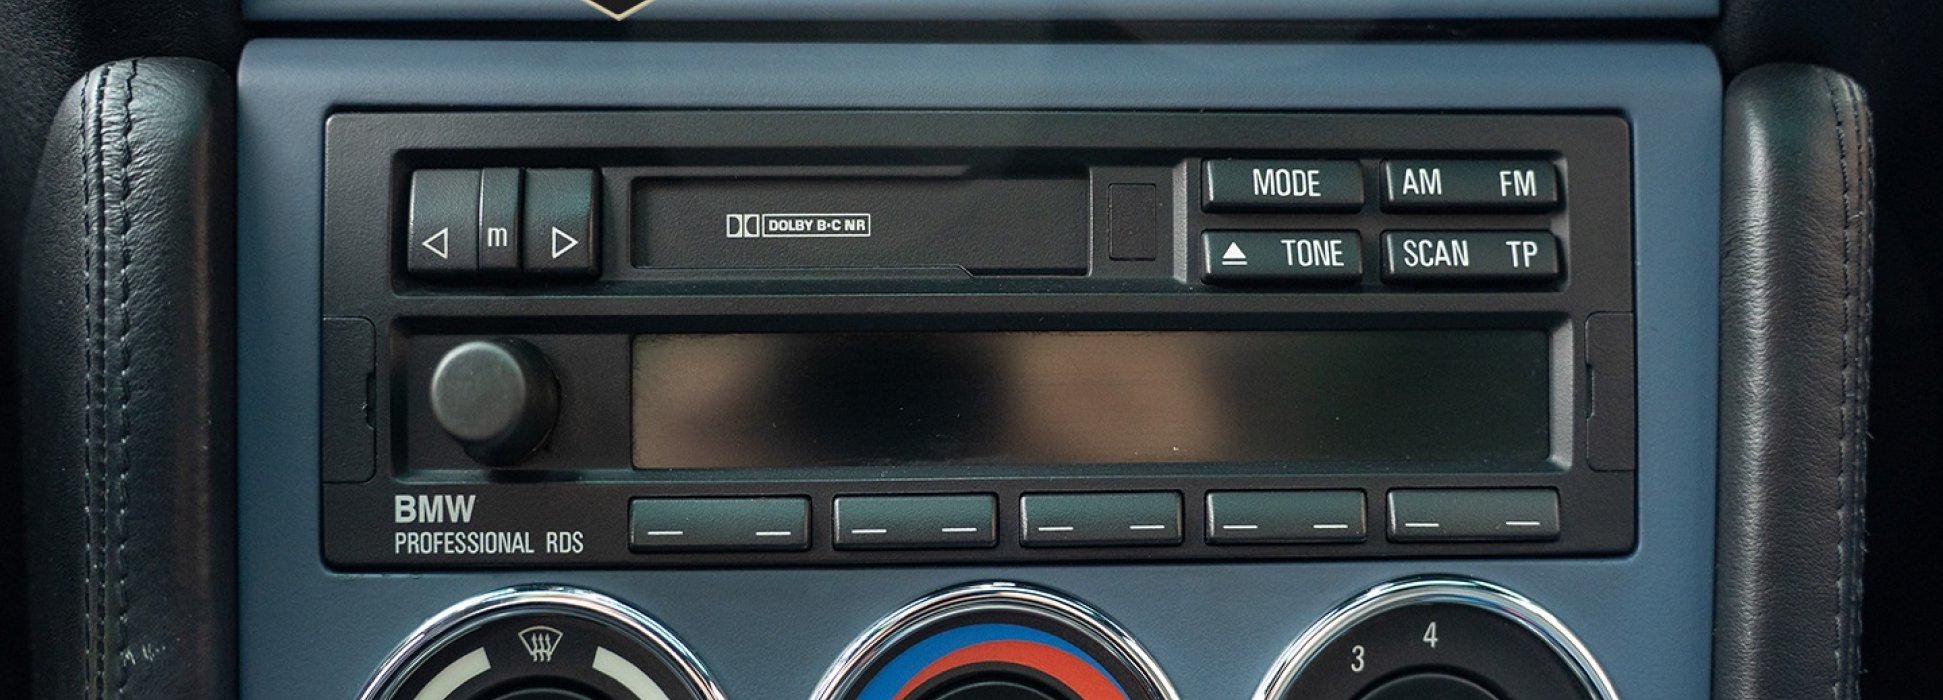 MODE
AM FM
m
DOLBY B·C NR
TONE
SCAN TP
BMW
PROFESSIONAL RDS
4
3